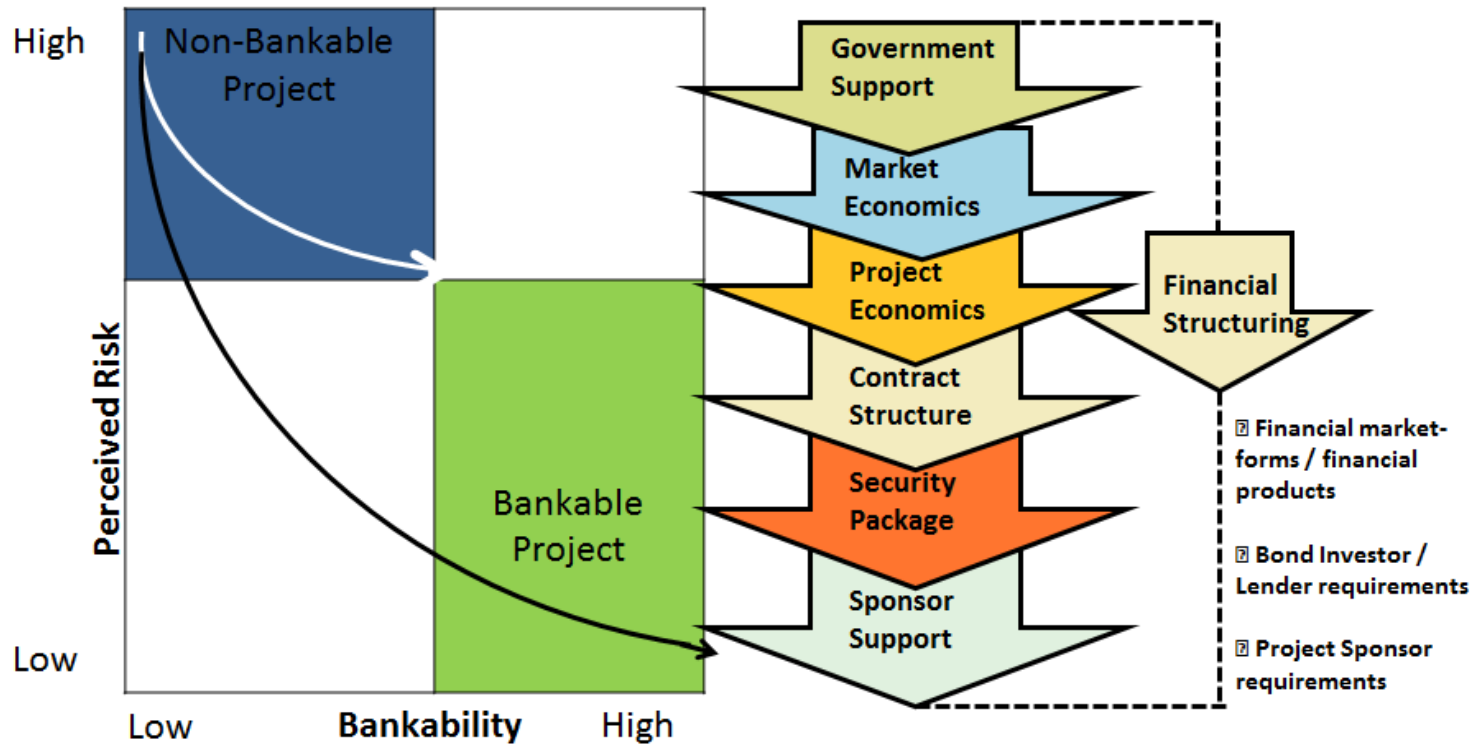 High
Non-Bankable
Project
Perceived Risk
Bankable
Project
Low
Low
Bankability
High
Government
Support
Market
Economics
Project
Economics
Contract
Structure
Security
Package
Sponsor
Support
Financial
Structuring
⍰ Financial market-
forms / financial
products
⍰ Bond Investor /
Lender requirements
⍰ Project Sponsor
requirements